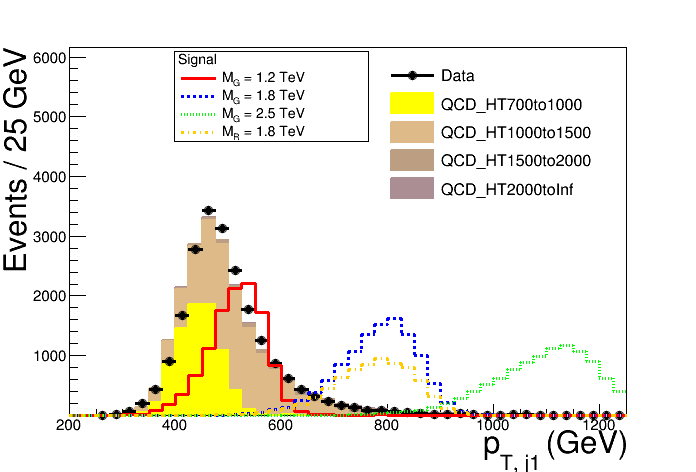 Events / 25 GeV
6000
5000
4000
3000
2000
1000
Signal
M_G = 1.2 TeV
M_G = 1.8 TeV
M_G = 2.5 TeV
M_R = 1.8 TeV
Data
QCD_HT700to1000
QCD_HT1000to1500
QCD_HT1500to2000
QCD_HT2000toInf
200 400 600 800 1000 1200
p_T, j1 (GeV)